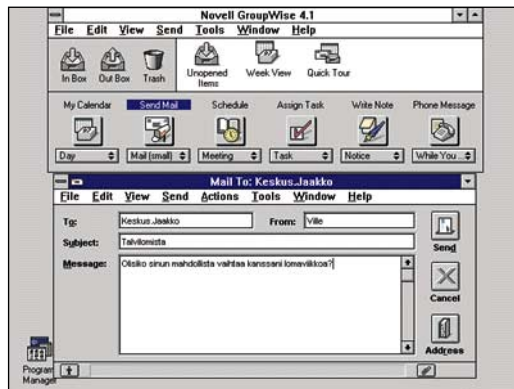 Novell GroupWise 4.1
File Edit View Send Tools Window Help
In Box Out Box Trash Unopened Items Week View Quick Tour
My Calendar Send Mail Schedule Assign Task Write Note Phone Message
Day Mail (small) Meeting Task Notice While You ...
Mail To: Keskus.Jaakko
File Edit View Send Actions Tools Window Help
To: Keskus.Jaakko From: Ville
Subject: Talvilomista
Message: Olisiko sinun mahdollista vaihtaa kanssani lomaviikkoa?
Send
Cancel
Address
Program
Manager